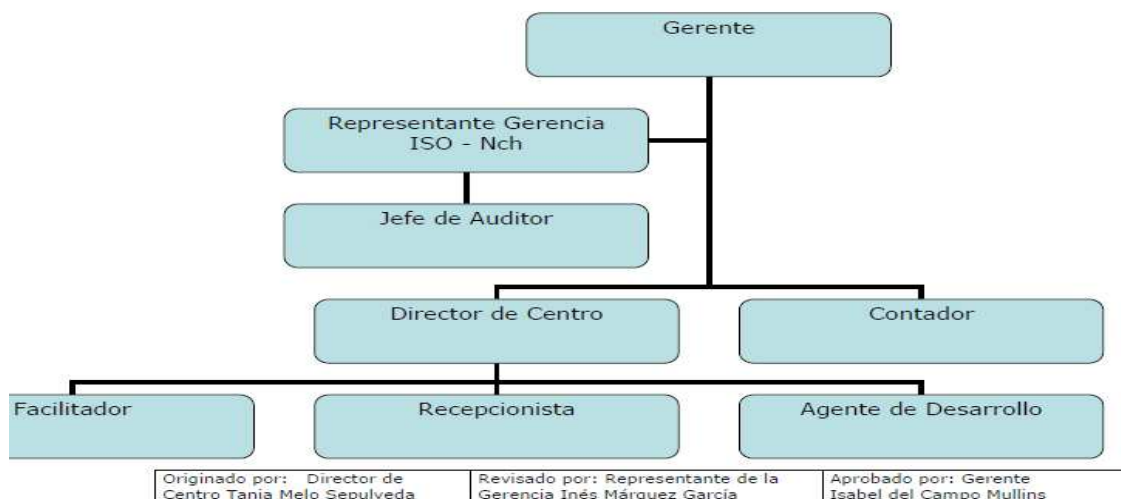 Gerente
Representante Gerencia
ISO - Nch
Jefe de Auditor
Director de Centro
Contador
Facilitador
Recepcionista
Agente de Desarrollo
Originado por: Director de
Centro Tania Melo Sepulveda
Revisado por: Representante de la
Gerencia Inés Márquez García
Aprobado por: Gerente
Isabel del Campo Mullins